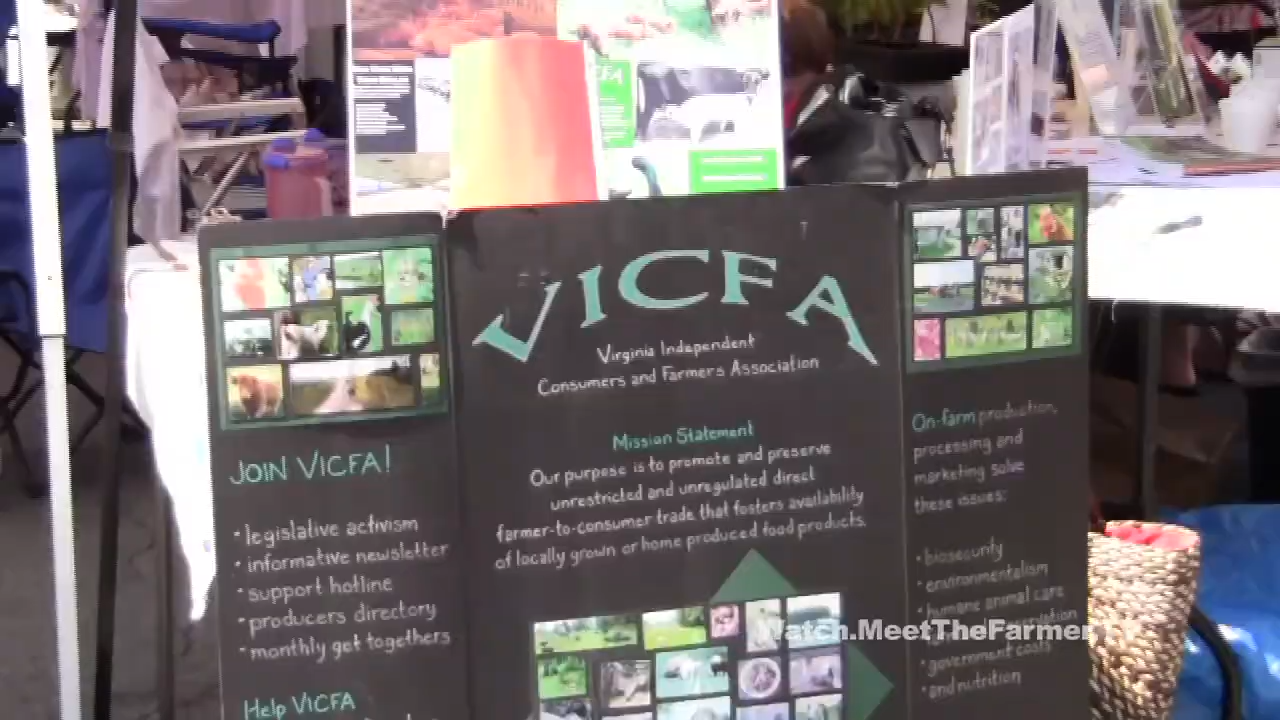 CFA
VICFA
Virginia Independent
Consumers and Farmers Association
Mission Statement
Our purpose is to promote and preserve
unrestricted and unregulated direct
farmer-to-consumer trade that fosters availability
of locally grown or home produced food products.
JOIN VICFA!
• legislative activism
• informative newsletter
• support hotline
• producers directory
• monthly get togethers
Help VICFA
On-farm production,
processing and
marketing solve
these issues:
• biosecurity
• environmentalism
• humane animal care
• government costs
• and nutrition
Watch.MeetTheFarmer.TV